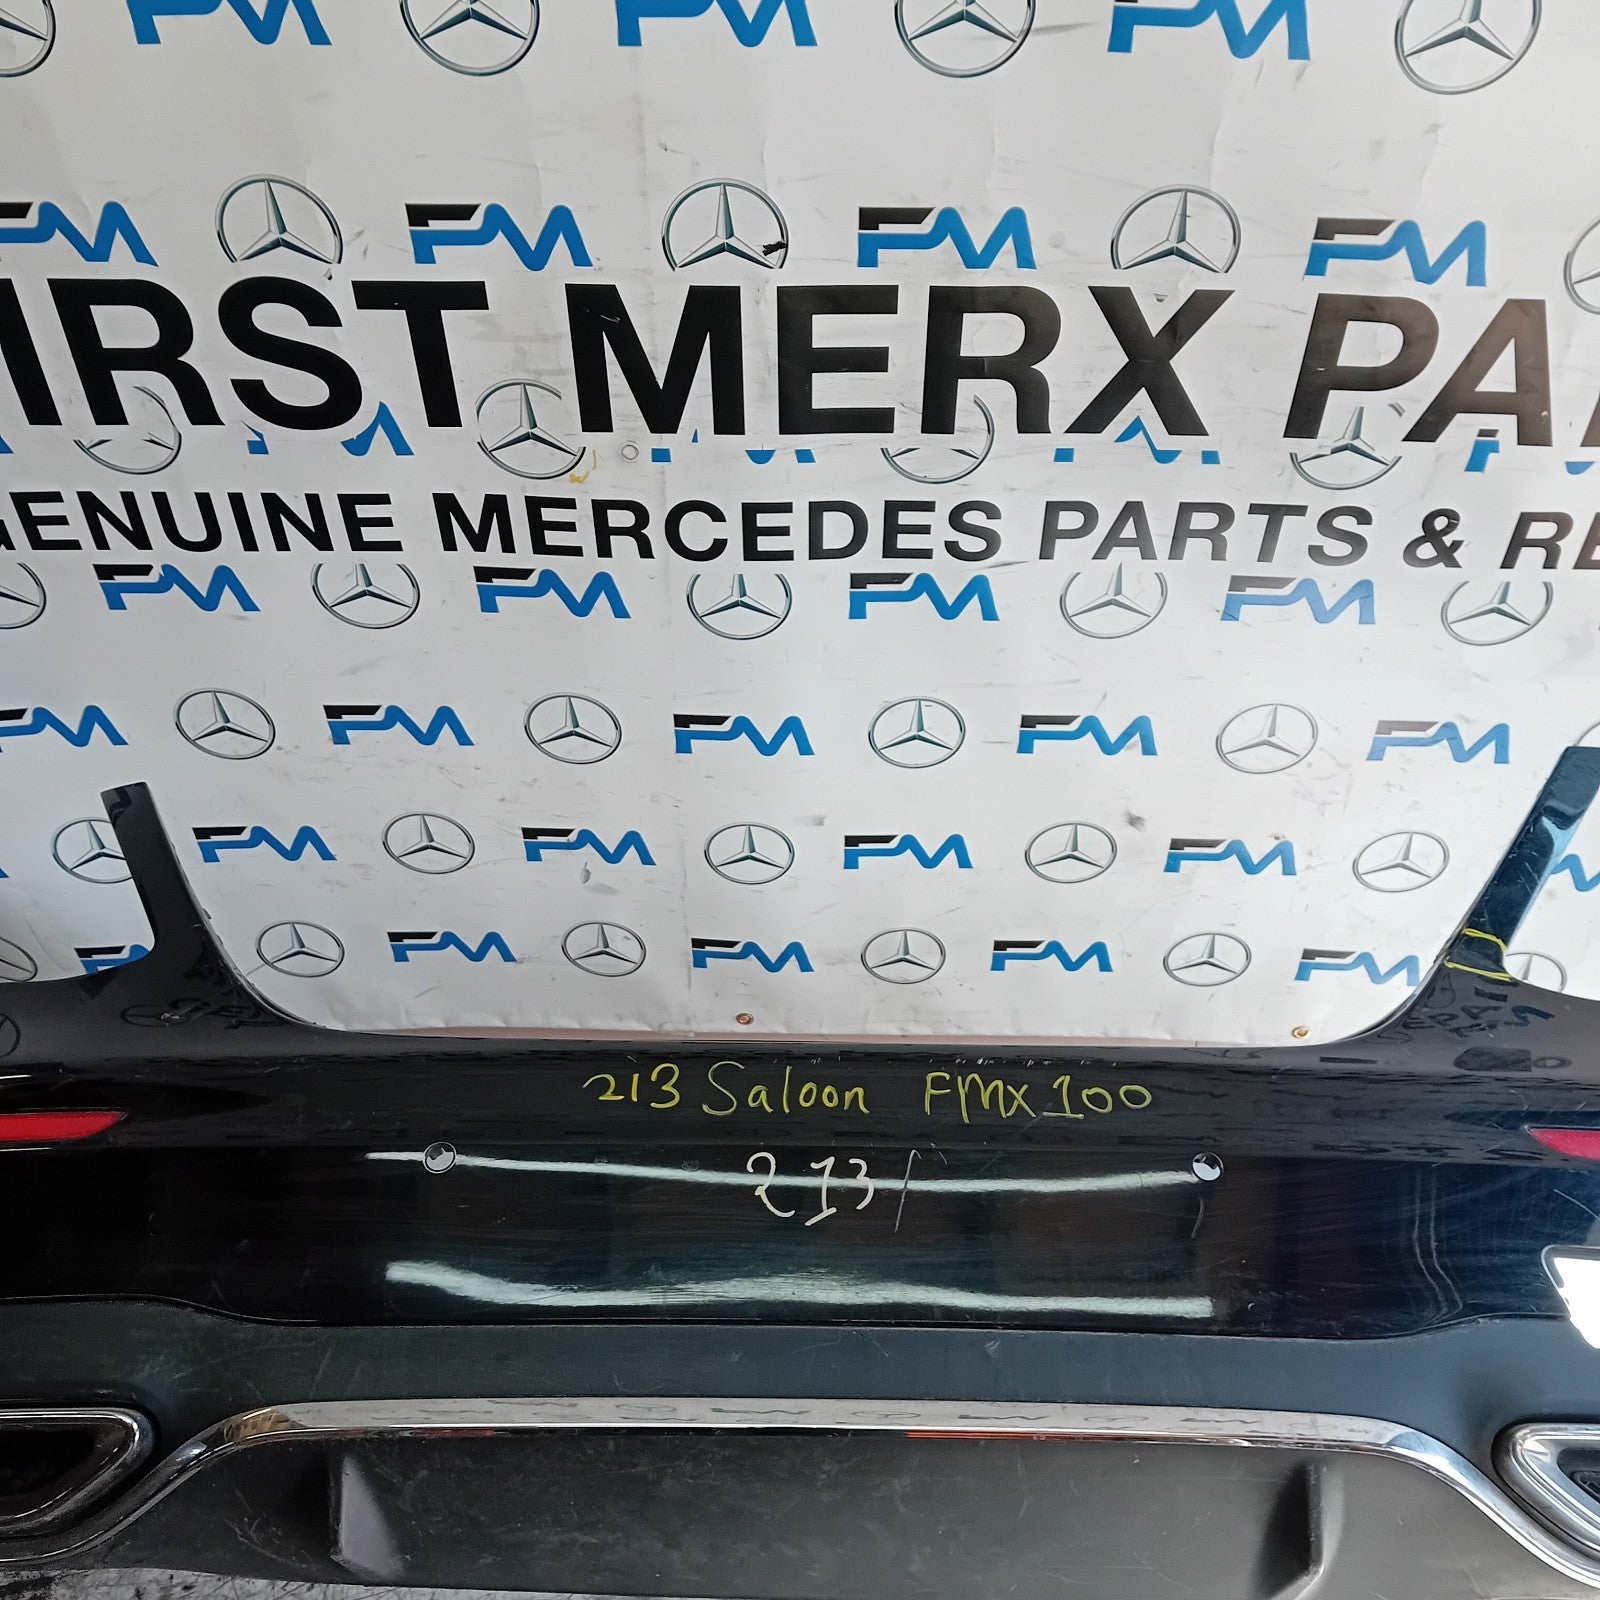 FM FM FM
FM FM FM FM
IRST MERX PA
GENUINE MERCEDES PARTS & RE
FM FM FM FM
FM FM FM FM FM
FM FM FM FM
FM FM FM FM FM
213 Saloon FMX100
213